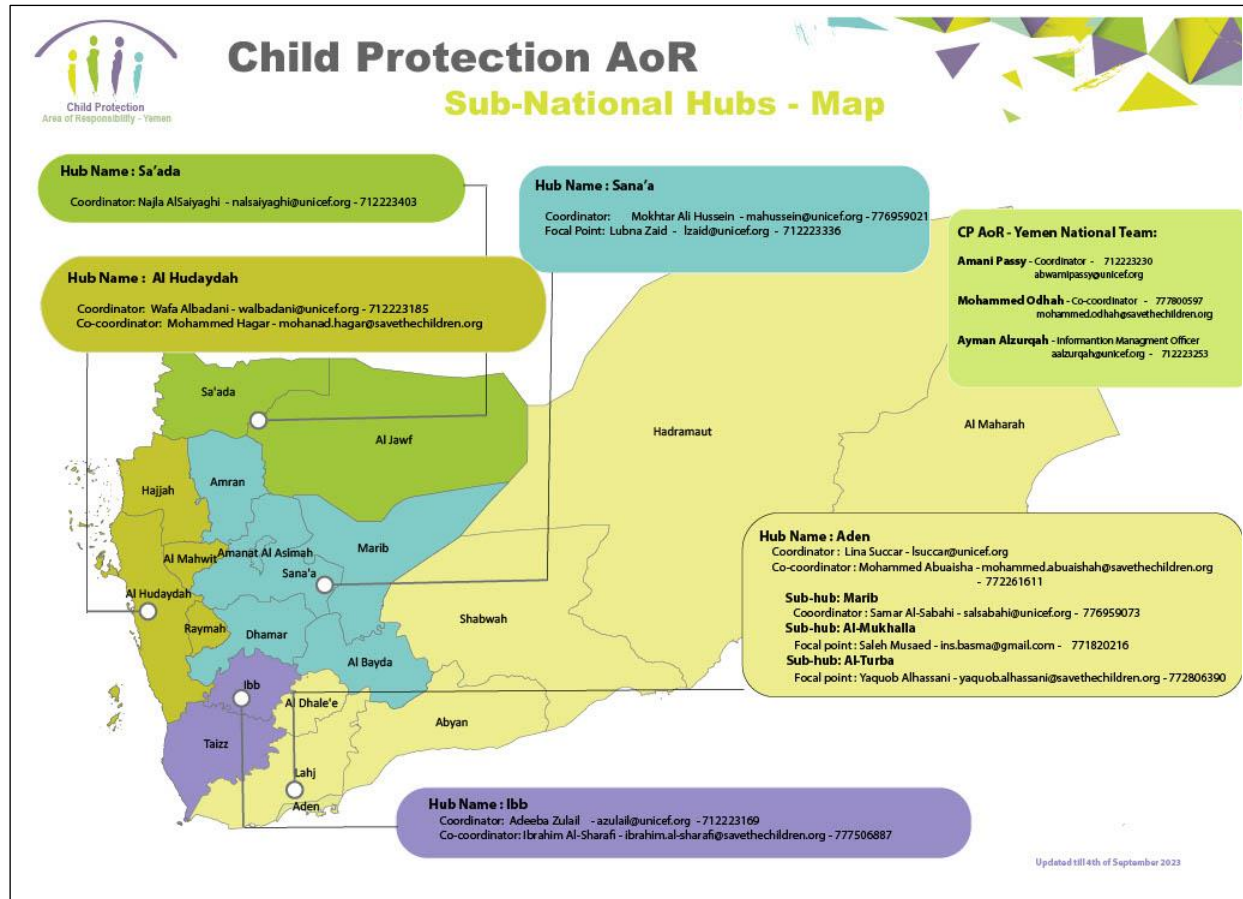 Child Protection
Area of Responsibility - Yemen
Child Protection AoR
Sub-National Hubs - Map
Hub Name : Sa'ada
Coordinator: Najla AlSaiyaghi - nalsaiyaghi@unicef.org - 712223403
Hub Name : Sana'a
Coordinator: Mokhtar Ali Hussein - mahussein@unicef.org - 776959021
Focal Point: Lubna Zaid - lzaid@unicef.org - 712223336
CP AoR - Yemen National Team:
Amani Passy - Coordinator - 712223230
abwarnipassy@unicef.org
Mohammed Odhah - Co-coordinator - 777800597
mohammed.odhah@savethechildren.org
Ayman Alzurqah - Informantion Managment Officer
aalzurqah@unicef.org - 712223253
Hub Name : Al Hudaydah
Coordinator: Wafa Albadani - walbadani@unicef.org - 712223185
Co-coordinator: Mohammed Hagar - mohanad.hagar@savethechildren.org
Sa'ada
Al Jawf
Hadramaut
Al Maharah
Hajjah
Amran
Al Mahwit
Amanat Al Asimah
Marib
Sana'a
Al Hudaydah
Raymah
Dhamar
Shabwah
Al Bayda
Ibb
Al Dhale'e
Abyan
Taizz
Lahj
Aden
Hub Name : Aden
Coordinator : Lina Succar - lsuccar@unicef.org
Co-coordinator : Mohammed Abuaisha - mohammed.abuaishah@savethechildren.org
- 772261611
Sub-hub: Marib
Cooordinator : Samar Al-Sabahi - salsabahi@unicef.org - 776959073
Sub-hub: Al-Mukhalla
Focal point : Saleh Musaed - ins.basma@gmail.com - 771820216
Sub-hub: Al-Turba
Focal point : Yaquob Alhassani - yaquob.alhassani@savethechildren.org - 772806390
Hub Name : Ibb
Coordinator: Adeeba Zulail - azulail@unicef.org - 712223169
Co-coordinator: Ibrahim Al-Sharafi - ibrahim.al-sharafi@savethechildren.org - 777506887
Updated till 4th of September 2023